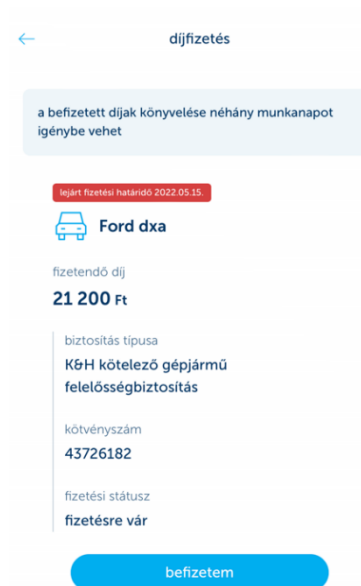 díjfizetés
a befizetett díjak könyvelése néhány munkanapot
igénybe vehet
lejárt fizetési határidő 2022.05.15.
Ford dxa
fizetendő díj
21 200 Ft
biztosítás típusa
K&H kötelező gépjármű
felelősségbiztosítás
kötvényszám
43726182
fizetési státusz
fizetésre vár
befizetem